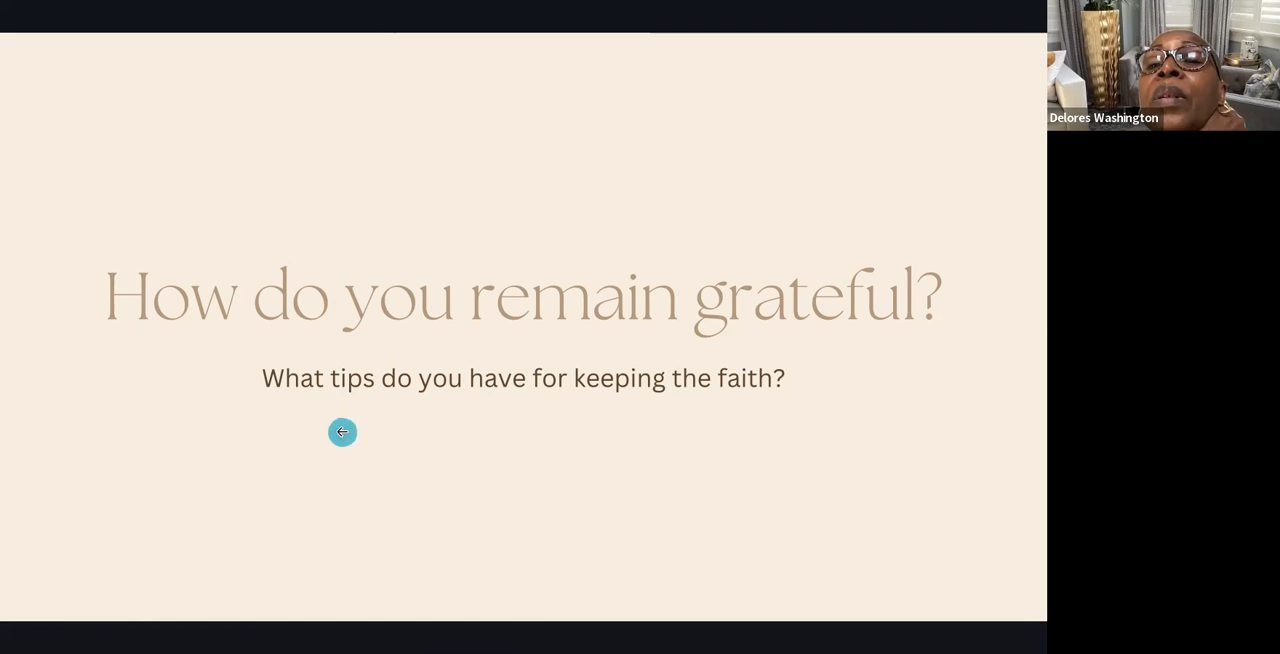 How do you remain grateful?
What tips do you have for keeping the faith?
Delores Washington